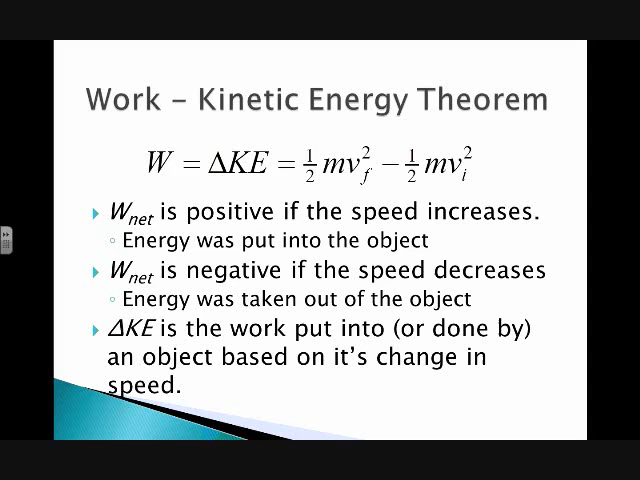 Work – Kinetic Energy Theorem
W = ΔKE = ½ mv_f² − ½ mv_i²
W_net is positive if the speed increases.
Energy was put into the object
W_net is negative if the speed decreases
Energy was taken out of the object
ΔKE is the work put into (or done by)
an object based on it's change in
speed.